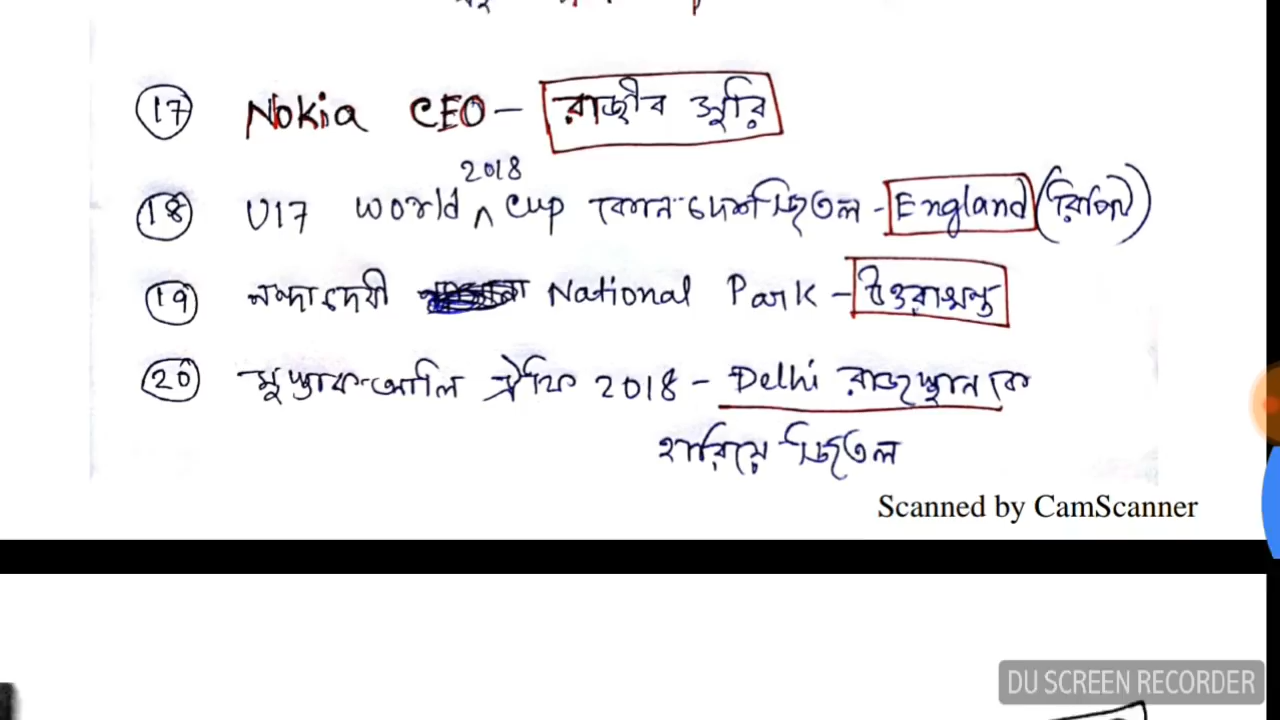 (17) Nokia CEO - রাজীব সুরি
2018
(18) U17 World ^ Cup কোন দেশ জিতল - England (রিপিট)
(19) নন্দাদেবী National Park - উত্তরাখণ্ড
(20) মুস্তাক আলি ট্রফি 2018 - Delhi রাজস্থান কে
হারিয়ে জিতল
Scanned by CamScanner
DU SCREEN RECORDER